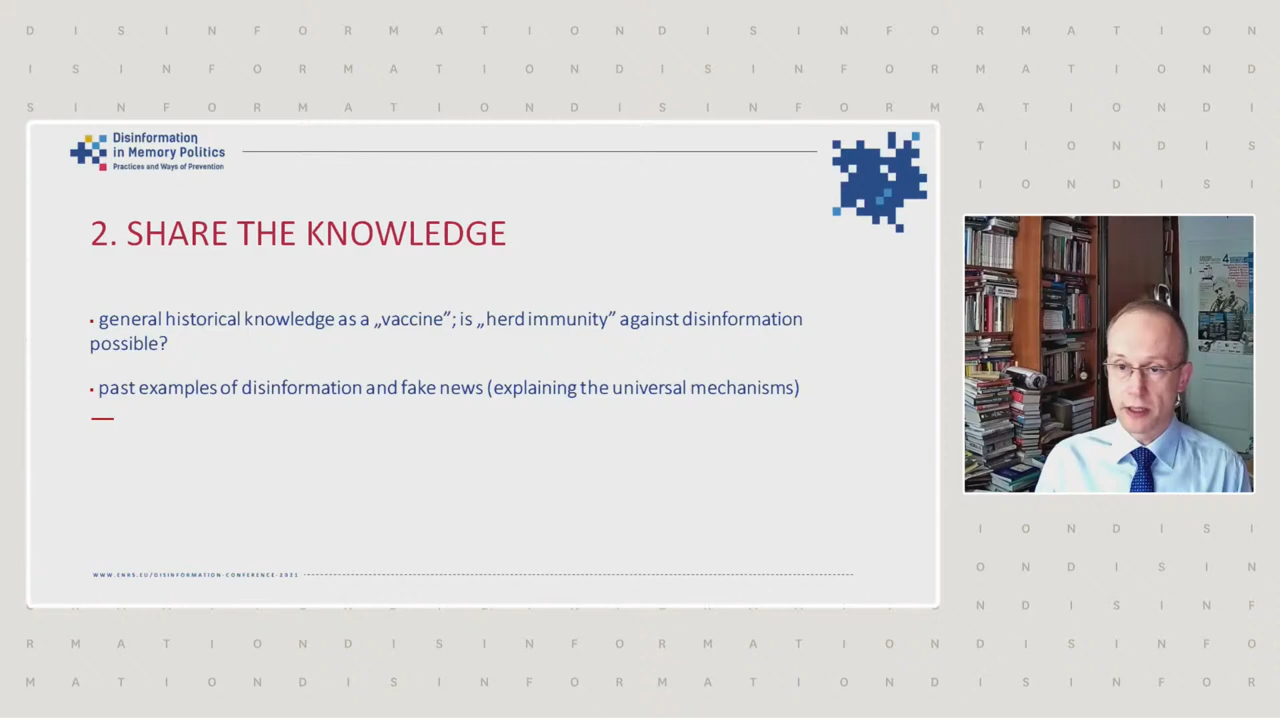 D I S I N F O R M A T I O N D I S I N F O R M A T I O N
I S I N F O R M A T I O N D I S I N F O R M A T I O N D
S I N F O R M A T I O N D I S I N F O R M A T I O N D I
Disinformation
in Memory Politics
Practices and Ways of Prevention
T I O N D I S
I O N D I S I
2. SHARE THE KNOWLEDGE
• general historical knowledge as a „vaccine”; is „herd immunity” against disinformation
possible?
• past examples of disinformation and fake news (explaining the universal mechanisms)
WWW.ENRS.EU/DISINFORMATION-CONFERENCE-2021
I O N D I S I
O N D I S I N
N D I S I N F
R M A T I O N D I S I N F O R M A T I O N D I S I N F O
M A T I O N D I S I N F O R M A T I O N D I S I N F O R